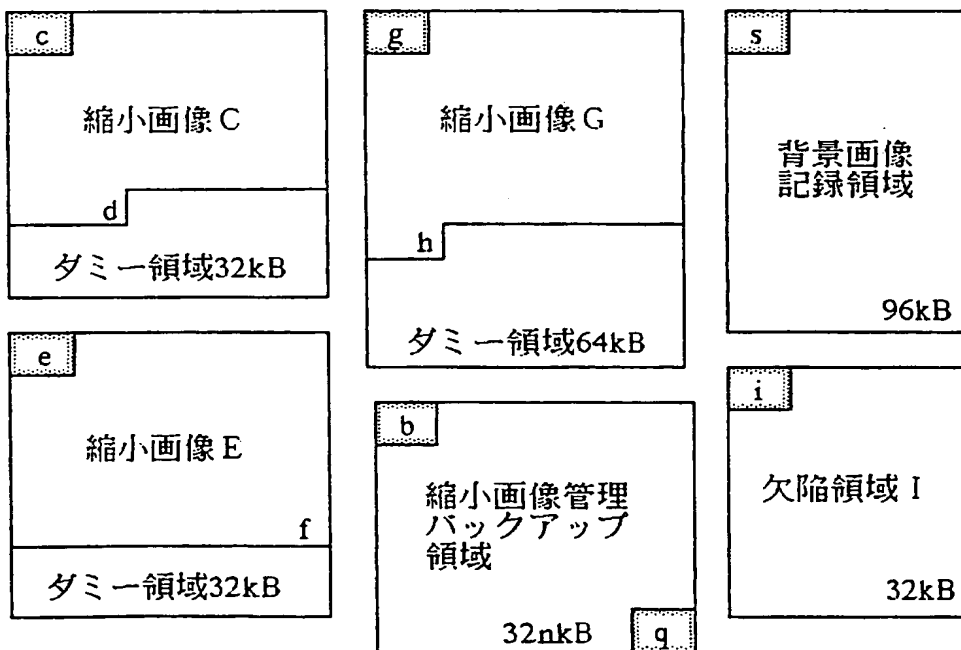 c
縮小画像C
d
ダミー領域32kB
e
縮小画像E
f
ダミー領域32kB
g
縮小画像G
h
ダミー領域64kB
b
縮小画像管理
バックアップ
領域
32nkB
q
s
背景画像
記録領域
96kB
i
欠陥領域I
32kB